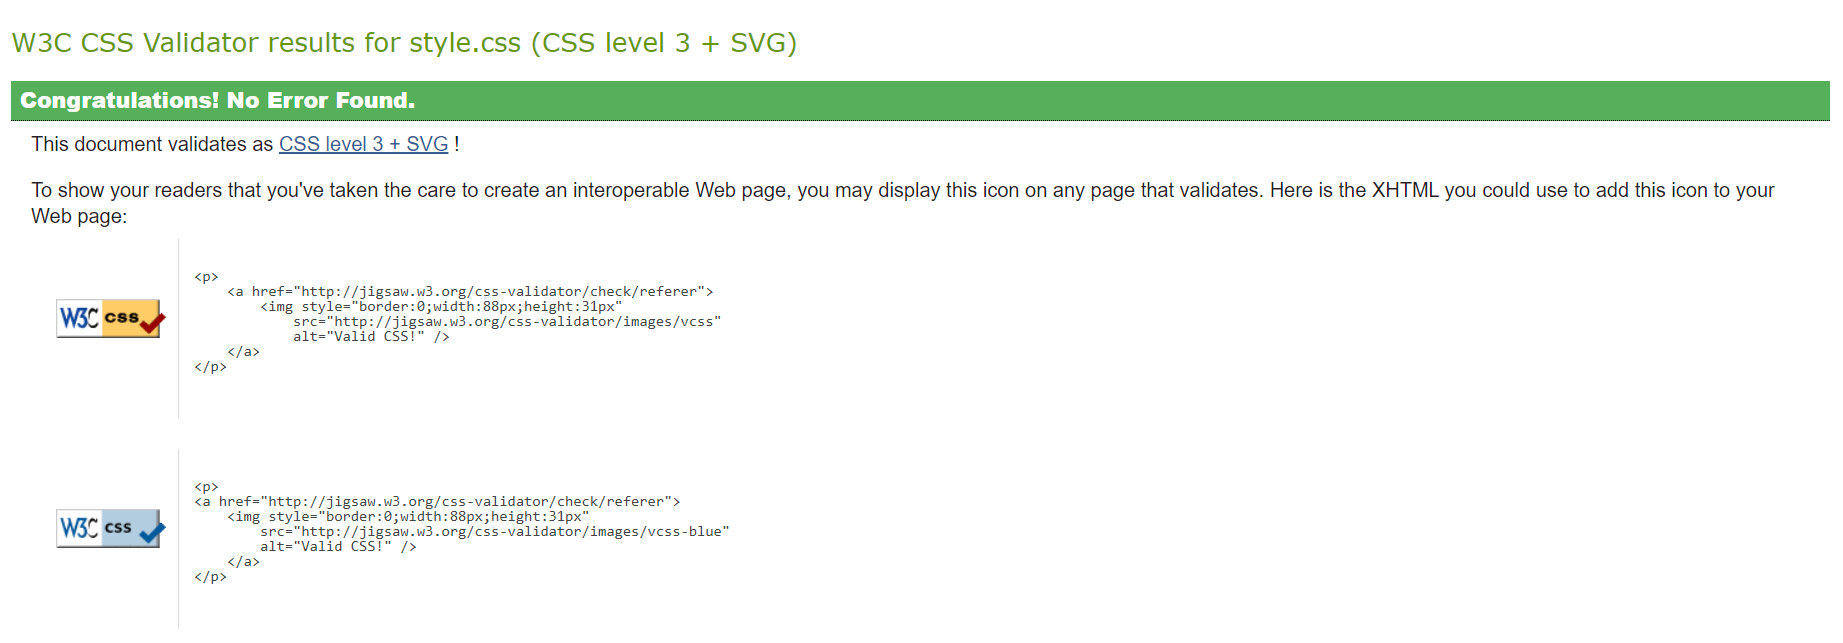 W3C CSS Validator results for style.css (CSS level 3 + SVG)
Congratulations! No Error Found.
This document validates as CSS level 3 + SVG !
To show your readers that you've taken the care to create an interoperable Web page, you may display this icon on any page that validates. Here is the XHTML you could use to add this icon to your
Web page:
W3C css
<p>
<a href="http://jigsaw.w3.org/css-validator/check/referer">
<img style="border:0;width:88px;height:31px"
src="http://jigsaw.w3.org/css-validator/images/vcss"
alt="Valid CSS!" />
</a>
</p>
W3C css
<p>
<a href="http://jigsaw.w3.org/css-validator/check/referer">
<img style="border:0;width:88px;height:31px"
src="http://jigsaw.w3.org/css-validator/images/vcss-blue"
alt="Valid CSS!" />
</a>
</p>